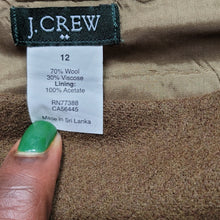 J.CREW
12
70% Wool
30% Viscose
Lining:
100% Acetate
RN77388
CA56445
Made in Sri Lanka